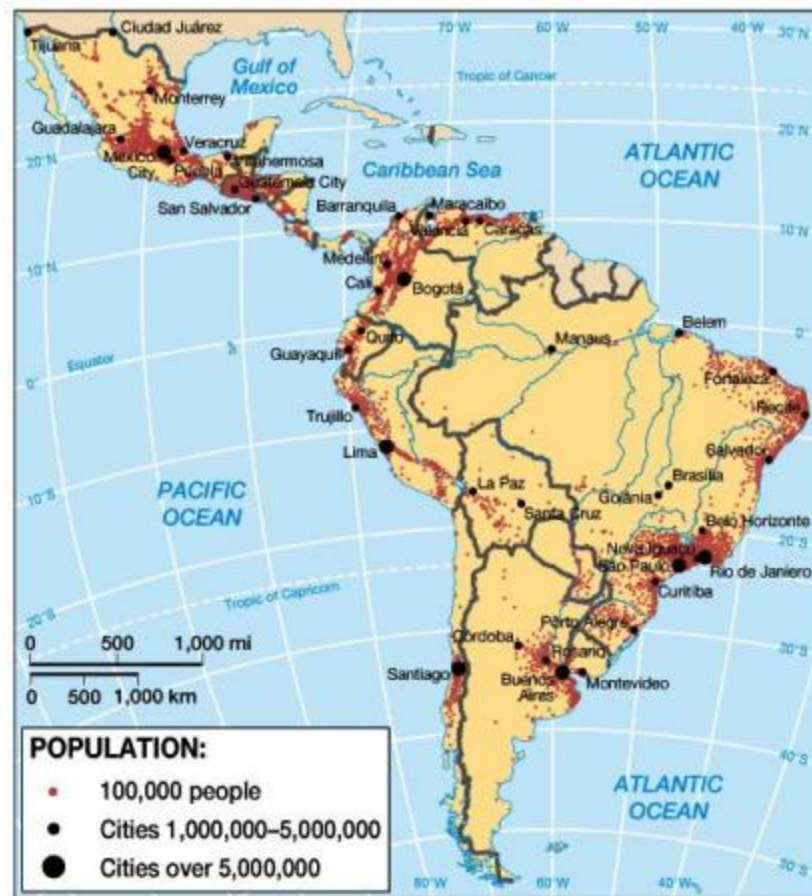 70°W
60°W
50°W
40°W
30°N
Ciudad Juárez
Tijuana
Gulf of
Mexico
Tropic of Cancer
Monterrey
Guadalajara
Veracruz
20°N
Mexico
City
Puebla
Guatemala City
San Salvador
Caribbean Sea
ATLANTIC
OCEAN
20°N
Barranquila
Maracaibo
Valencia
Caracas
10°N
10°N
Medellín
Cali
Bogotá
Quito
Guayaquil
Equator
0°
Belem
Manaus
0°
Fortaleza
Trujillo
Lima
Salvador
PACIFIC
OCEAN
10°S
La Paz
Santa Cruz
Brasília
Goiânia
10°S
Belo Horizonte
Nova Iguaçu
São Paulo
Rio de Janiero
Curitiba
20°S
Tropic of Capricorn
20°S
Porto Alegre
Córdoba
Rosario
30°S
Santiago
Buenos
Aires
Montevideo
0 500 1,000 mi
0 500 1,000 km
40°S
ATLANTIC
OCEAN
50°S
80°W
60°W
40°W
POPULATION:
100,000 people
Cities 1,000,000–5,000,000
Cities over 5,000,000